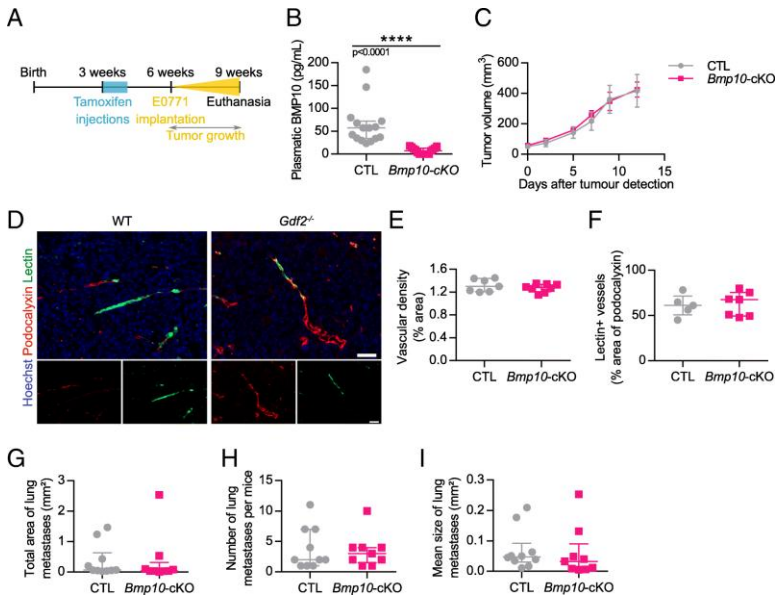 A
Birth 3 weeks 6 weeks 9 weeks
Tamoxifen injections
E0771 implantation
Euthanasia
Tumor growth
B
Plasmatic BMP10 (pg/mL)
200
150
100
50
0
****
p<0.0001
CTL Bmp10-cKO
C
Tumor volume (mm³)
600
400
200
0
0 5 10 15
Days after tumour detection
CTL
Bmp10-cKO
D
WT Gdf2-/-
Hoechst Podocalyxin Lectin
E
Vascular density
(% area)
1.8
1.2
0.6
0.0
CTL Bmp10-cKO
F
Lectin+ vessels
(% area of podocalyxin)
100
50
0
CTL Bmp10-cKO
G
Total area of lung
metastases (mm²)
3
2
1
0
CTL Bmp10-cKO
H
Number of lung
metastases per mice
15
10
5
0
CTL Bmp10-cKO
I
Mean size of lung
metastases (mm²)
0.3
0.2
0.1
0.0
CTL Bmp10-cKO